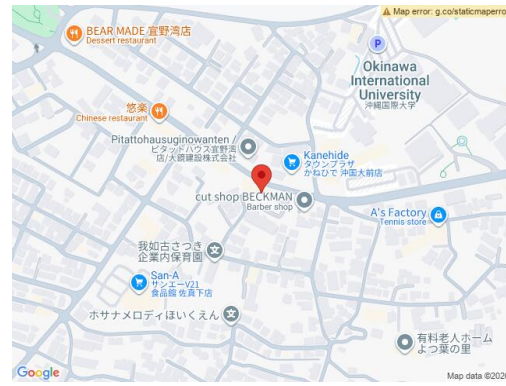 Map error: g.co/staticmaperro
BEAR MADE 宜野湾店
Dessert restaurant
P
Okinawa
International
University
沖縄国際大学
悠楽
Chinese restaurant
Pitattohausuginowanten /
ピタットハウス宜野湾
店/大鏡建設株式会社
Kanehide
タウンプラザ
かねひで 沖国大前店
cut shop BECKMAN
Barber shop
A's Factory
Tennis store
我如古さつき
企業内保育園
San-A
サンエーV21
食品館 佐真下店
ホサナメロディほいくえん
有料老人ホーム
よつ葉の里
Google
Map data ©2026